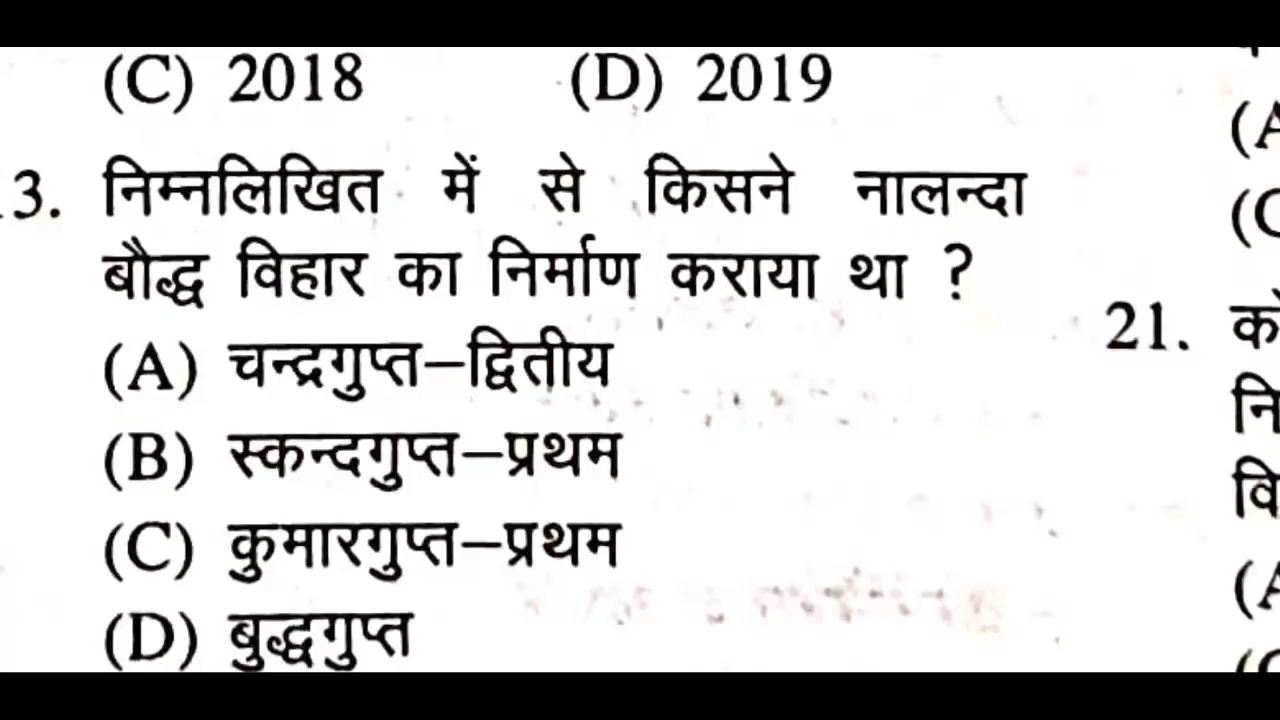 (C) 2018 (D) 2019
3. निम्नलिखित में से किसने नालन्दा
बौद्ध विहार का निर्माण कराया था ?
(A) चन्द्रगुप्त–द्वितीय
(B) स्कन्दगुप्त–प्रथम
(C) कुमारगुप्त–प्रथम
(D) बुद्धगुप्त
(A
(C
21. को
नि
वि
(A